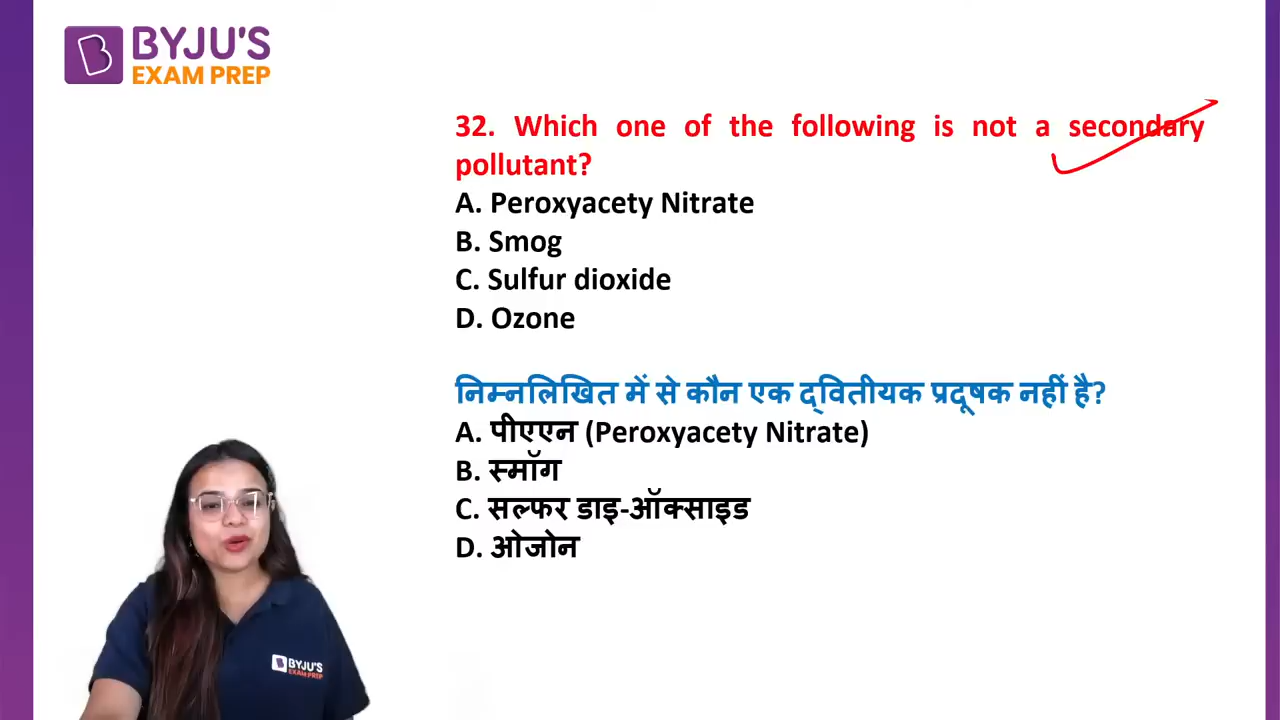 BYJU'S
EXAM PREP
32. Which one of the following is not a secondary
pollutant?
A. Peroxyacety Nitrate
B. Smog
C. Sulfur dioxide
D. Ozone
निम्नलिखित में से कौन एक द्वितीयक प्रदूषक नहीं है?
A. पीएएन (Peroxyacety Nitrate)
B. स्मॉग
C. सल्फर डाइ-ऑक्साइड
D. ओजोन
BYJU'S
EXAM PREP